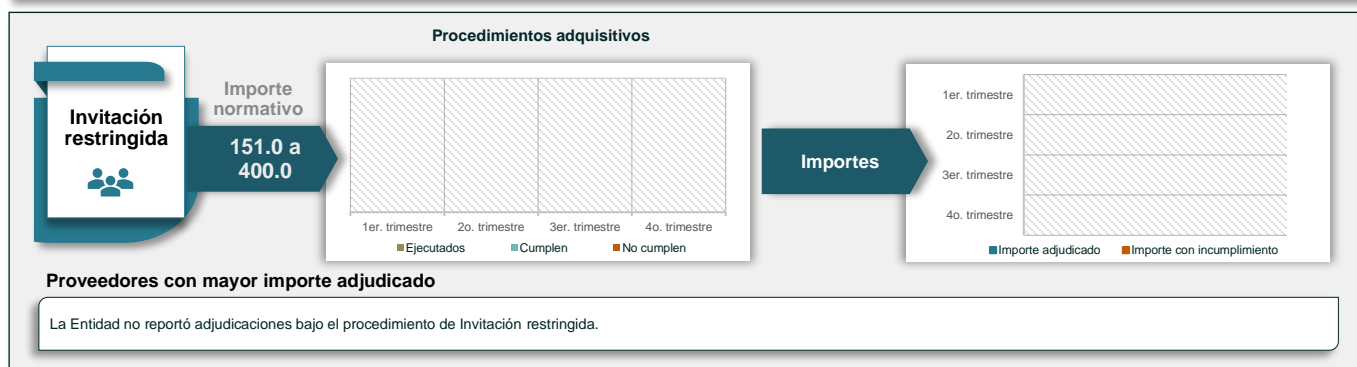 Procedimientos adquisitivos
Invitación
restringida
Importe
normativo
151.0 a
400.0
1er. trimestre 2o. trimestre 3er. trimestre 4o. trimestre
Ejecutados Cumplen No cumplen
Importes
1er. trimestre
2o. trimestre
3er. trimestre
4o. trimestre
Importe adjudicado Importe con incumplimiento
Proveedores con mayor importe adjudicado
La Entidad no reportó adjudicaciones bajo el procedimiento de Invitación restringida.